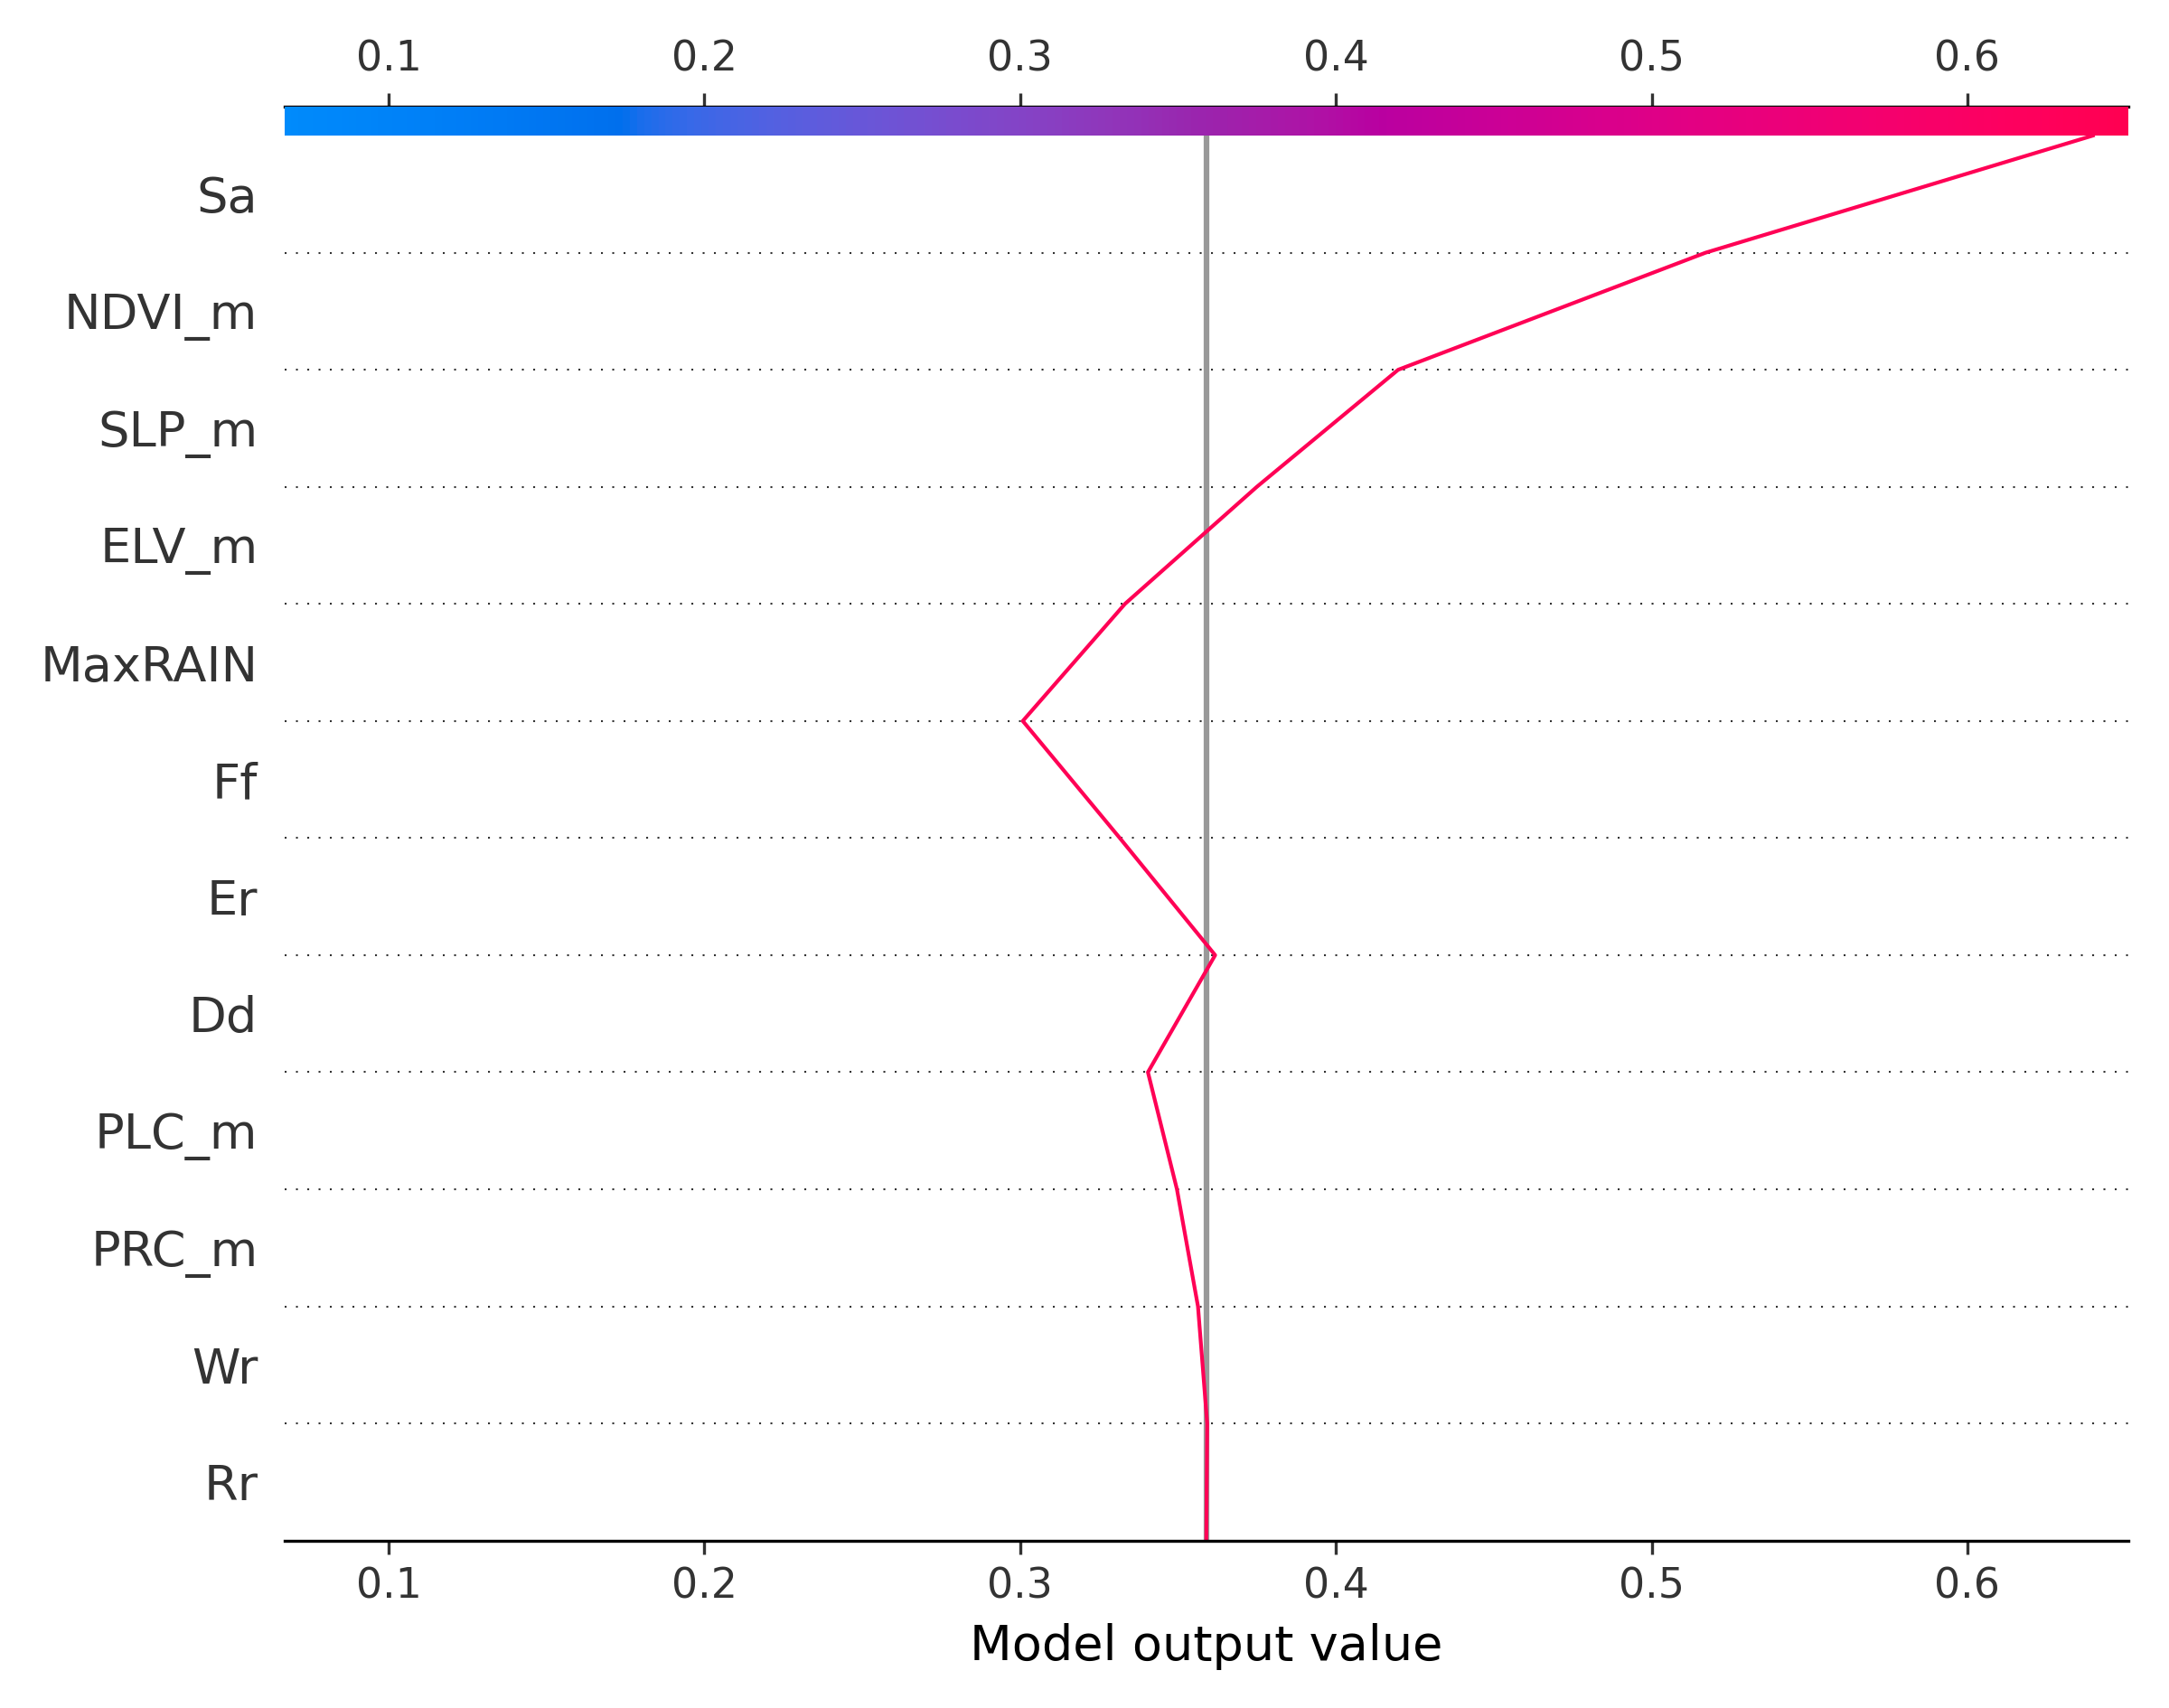 0.1 0.2 0.3 0.4 0.5 0.6
Sa
NDVI_m
SLP_m
ELV_m
MaxRAIN
Ff
Er
Dd
PLC_m
PRC_m
Wr
Rr
0.1 0.2 0.3 0.4 0.5 0.6
Model output value